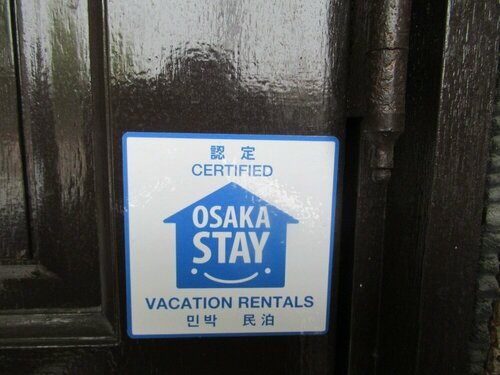 認定
CERTIFIED
OSAKA
STAY
VACATION RENTALS
민박 民泊